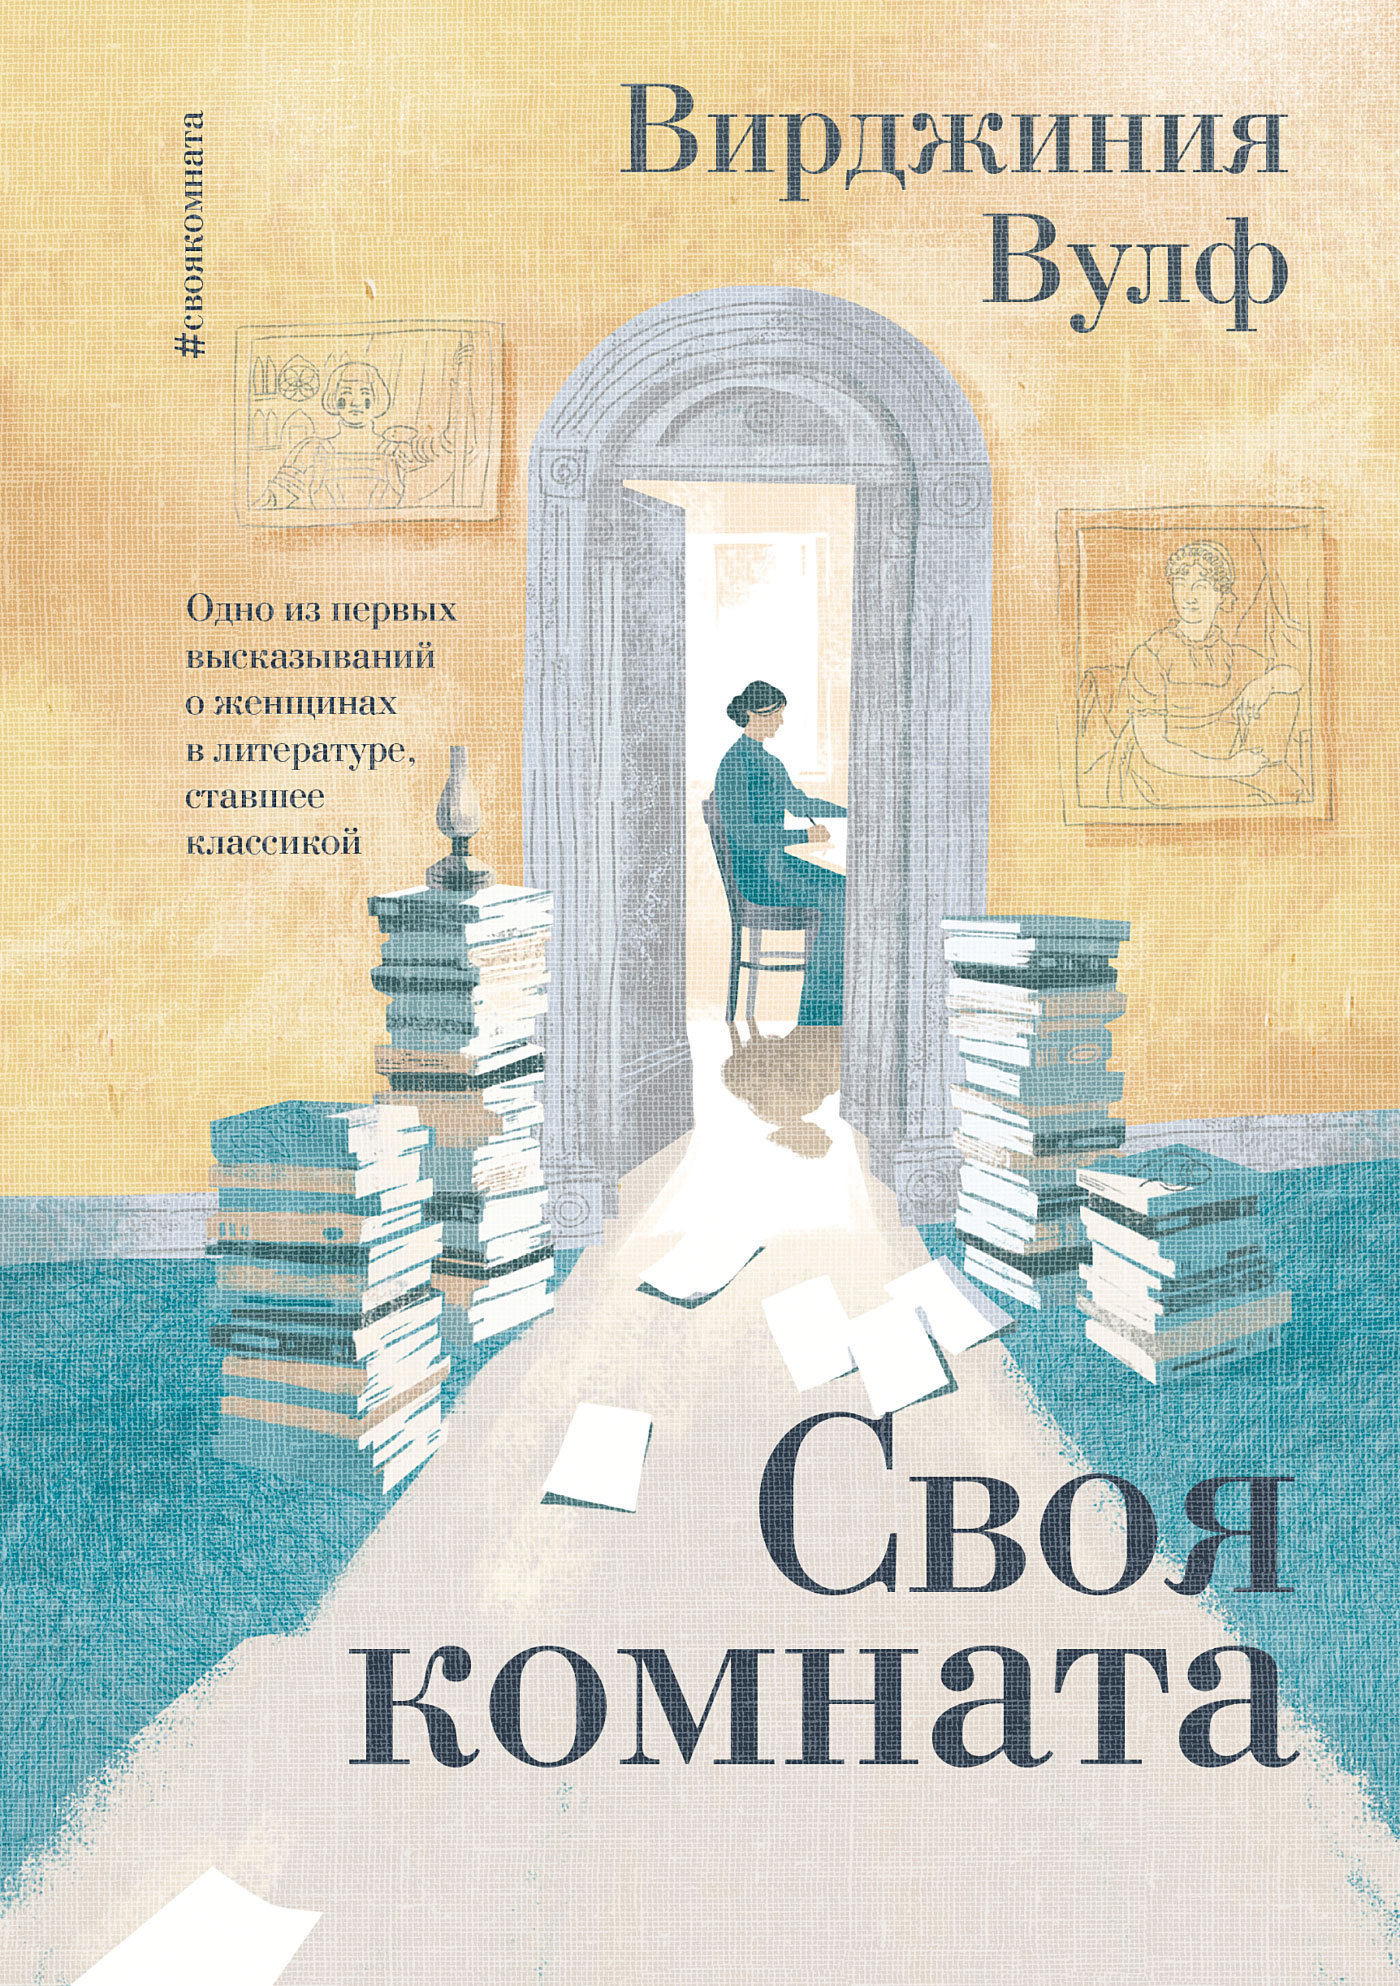 Вирджиния
Вулф
#своякомната
Одно из первых
высказываний
о женщинах
в литературе,
ставшее
классикой
Своя
комната